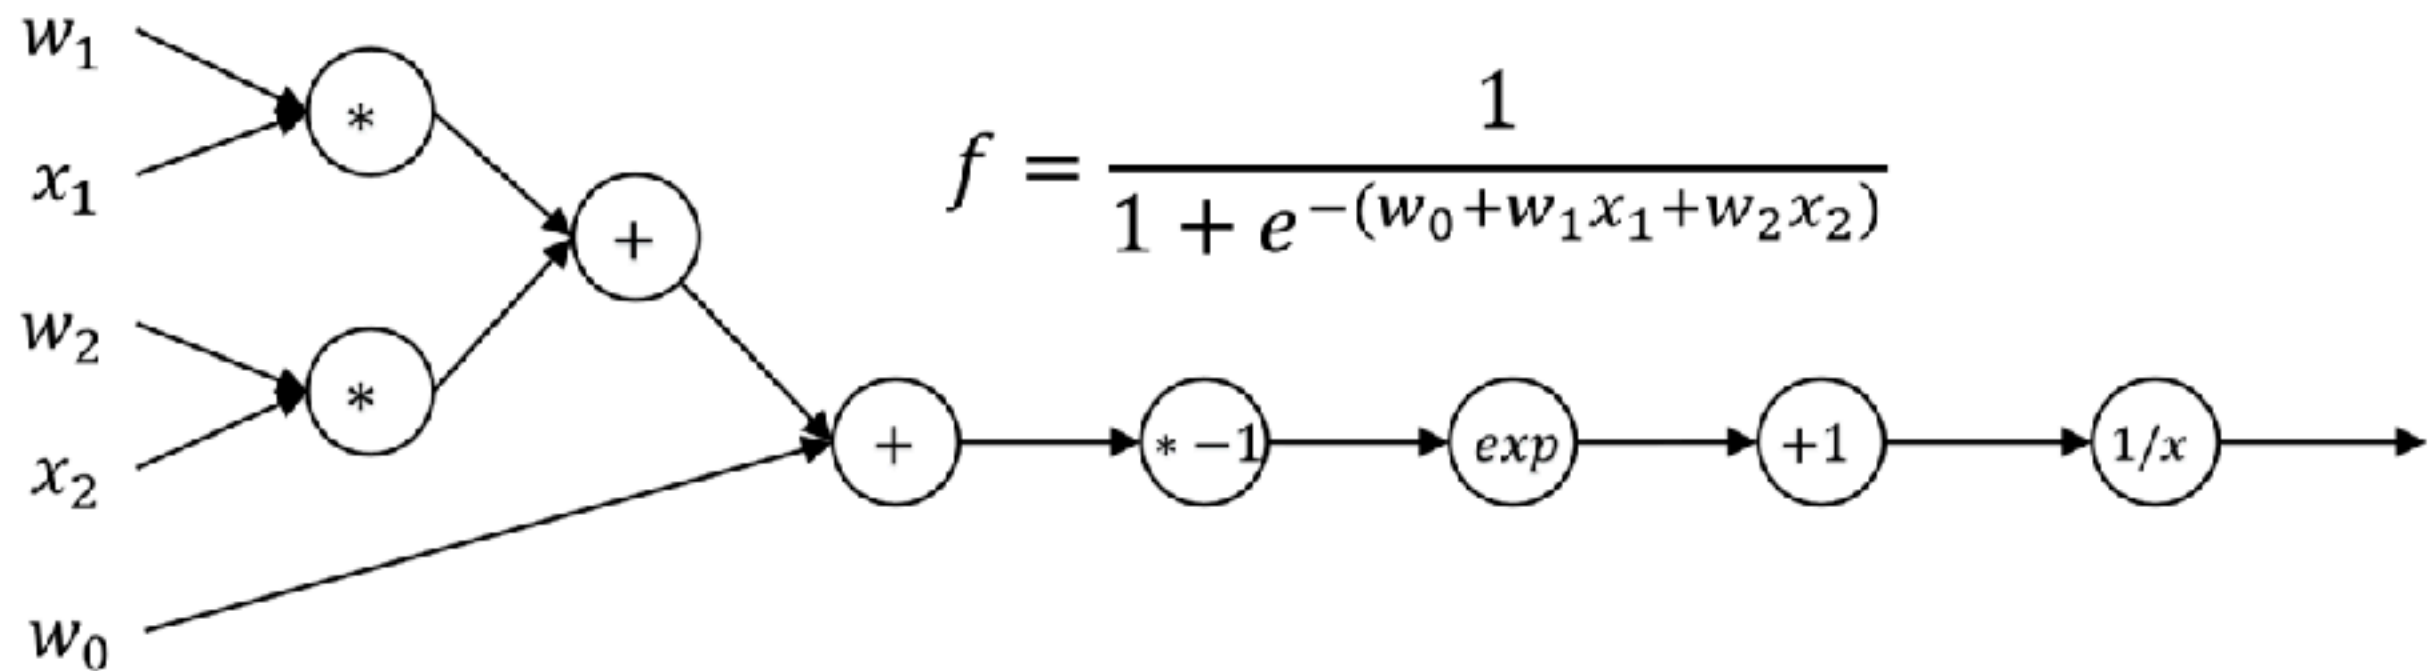 w₁
*
x₁
f = 1 / (1 + e^−(w₀+w₁x₁+w₂x₂))
+
w₂
*
x₂
+ * −1 exp +1 1/x
w₀